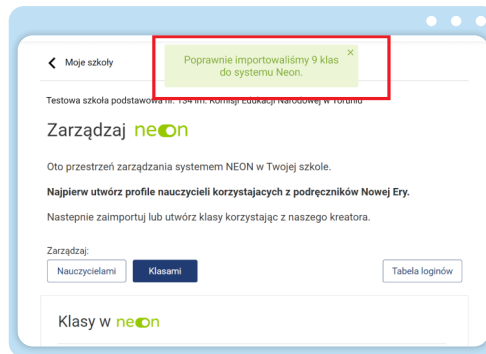 Moje szkoły
Poprawnie importowaliśmy 9 klas
do systemu Neon.
Testowa szkoła podstawowa nr. 134 im. Komisji Edukacji Narodowej w Toruniu
Zarządzaj neon
Oto przestrzeń zarządzania systemem NEON w Twojej szkole.
Najpierw utwórz profile nauczycieli korzystajacych z podręczników Nowej Ery.
Nastepnie zaimportuj lub utwórz klasy korzystając z naszego kreatora.
Zarządzaj:
Nauczycielami
Klasami
Tabela loginów
Klasy w neon